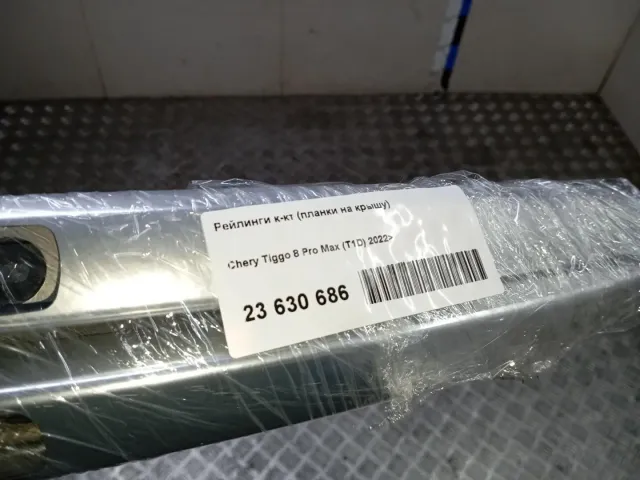 Рейлинги к-кт (планки на крышу)
Chery Tiggo 8 Pro Max (T1D) 2022>
23 630 686